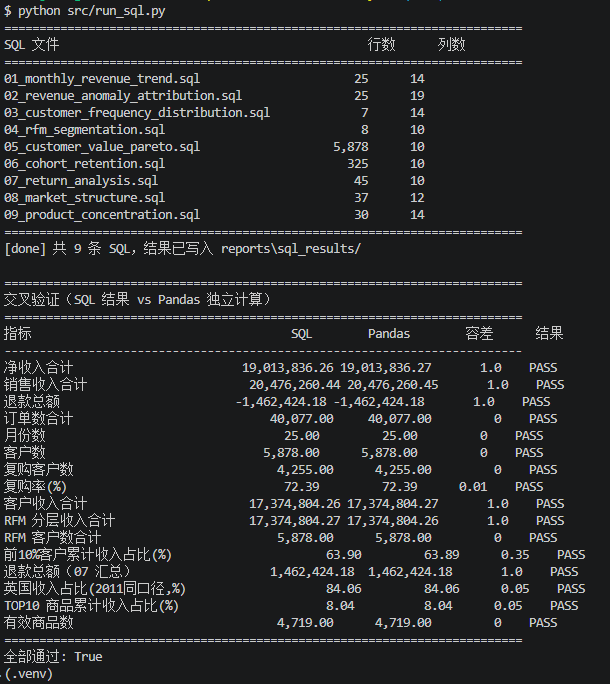 $ python src/run_sql.py
======================================================================
SQL 文件 行数 列数
======================================================================
01_monthly_revenue_trend.sql 25 14
02_revenue_anomaly_attribution.sql 25 19
03_customer_frequency_distribution.sql 7 14
04_rfm_segmentation.sql 8 10
05_customer_value_pareto.sql 5,878 10
06_cohort_retention.sql 325 10
07_return_analysis.sql 45 10
08_market_structure.sql 37 12
09_product_concentration.sql 30 14
======================================================================
[done] 共 9 条 SQL，结果已写入 reports\sql_results/
======================================================================
交叉验证（SQL 结果 vs Pandas 独立计算）
======================================================================
指标 SQL Pandas 容差 结果
----------------------------------------------------------------------
净收入合计 19,013,836.26 19,013,836.27 1.0 PASS
销售收入合计 20,476,260.44 20,476,260.45 1.0 PASS
退款总额 -1,462,424.18 -1,462,424.18 1.0 PASS
订单数合计 40,077.00 40,077.00 0 PASS
月份数 25.00 25.00 0 PASS
客户数 5,878.00 5,878.00 0 PASS
复购客户数 4,255.00 4,255.00 0 PASS
复购率(%) 72.39 72.39 0.01 PASS
客户收入合计 17,374,804.26 17,374,804.27 1.0 PASS
RFM 分层收入合计 17,374,804.27 17,374,804.26 1.0 PASS
RFM 客户数合计 5,878.00 5,878.00 0 PASS
前10%客户累计收入占比(%) 63.90 63.89 0.35 PASS
退款总额（07 汇总） 1,462,424.18 1,462,424.18 1.0 PASS
英国收入占比(2011同口径,%) 84.06 84.06 0.05 PASS
TOP10 商品累计收入占比(%) 8.04 8.04 0.05 PASS
有效商品数 4,719.00 4,719.00 0 PASS
======================================================================
全部通过: True
(.venv)